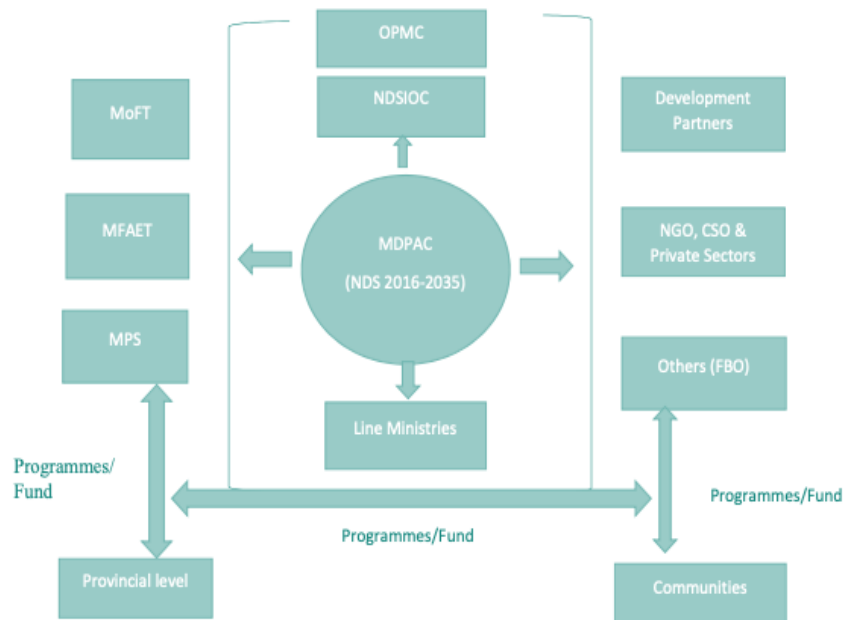 OPMC
MoFT
NDSIOC
Development
Partners
MFAET
MDPAC
(NDS 2016-2035)
NGO, CSO &
Private Sectors
MPS
Others (FBO)
Line Ministries
Programmes/
Fund
Programmes/Fund
Programmes/Fund
Provincial level
Communities